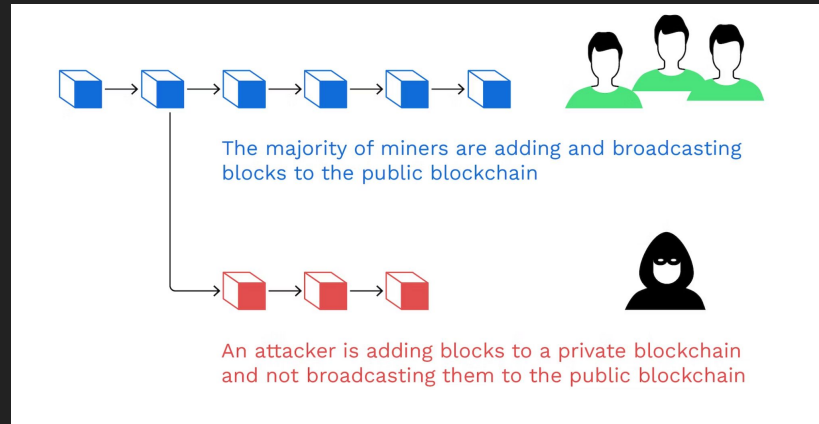 The majority of miners are adding and broadcasting
blocks to the public blockchain
An attacker is adding blocks to a private blockchain
and not broadcasting them to the public blockchain